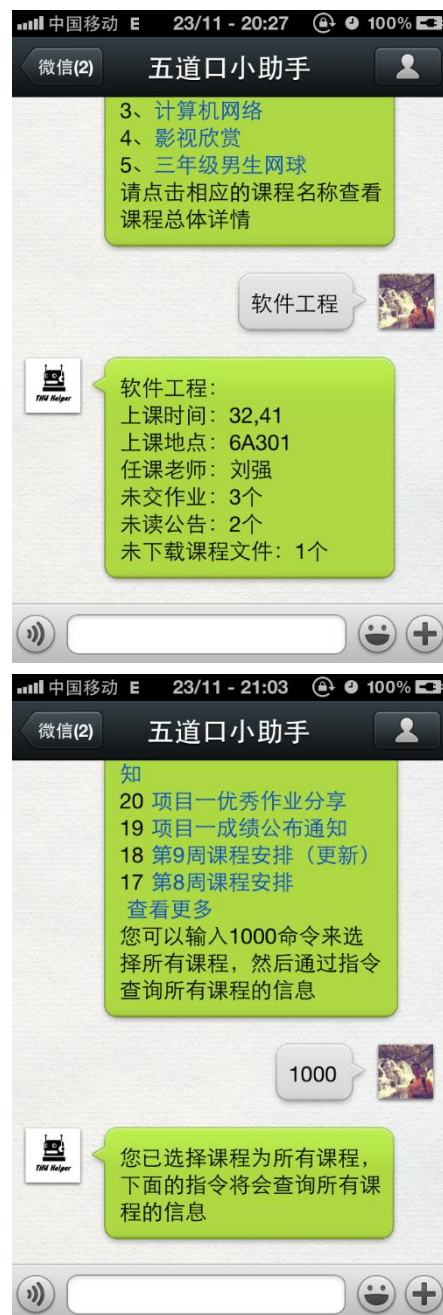 中国移动 E 23/11 - 20:27 100%
微信(2) 五道口小助手
3、计算机网络
4、影视欣赏
5、三年级男生网球
请点击相应的课程名称查看
课程总体详情
软件工程
THU Helper
软件工程：
上课时间：32,41
上课地点：6A301
任课老师：刘强
未交作业：3个
未读公告：2个
未下载课程文件：1个
中国移动 E 23/11 - 21:03 100%
微信(2) 五道口小助手
知
20 项目一优秀作业分享
19 项目一成绩公布通知
18 第9周课程安排（更新）
17 第8周课程安排
查看更多
您可以输入1000命令来选
择所有课程，然后通过指令
查询所有课程的信息
1000
THU Helper
您已选择课程为所有课程，
下面的指令将会查询所有课
程的信息